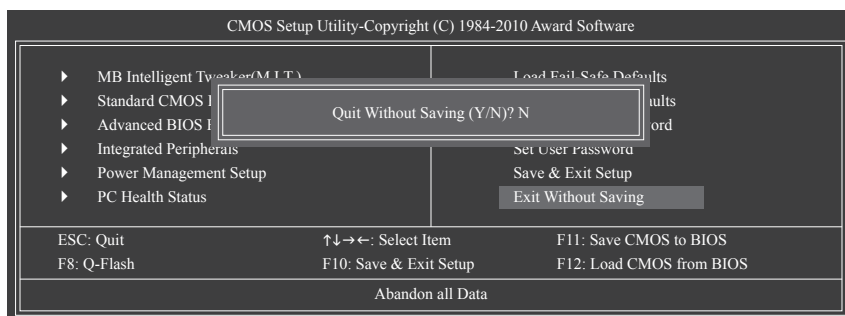 CMOS Setup Utility-Copyright (C) 1984-2010 Award Software
MB Intelligent Tweaker(M.I.T.)
Standard CMOS
Advanced BIOS
Integrated Peripherals
Power Management Setup
PC Health Status
Load Fail-Safe Defaults
Set User Password
Save & Exit Setup
Exit Without Saving
Quit Without Saving (Y/N)? N
ESC: Quit
↑↓→←: Select Item
F11: Save CMOS to BIOS
F8: Q-Flash
F10: Save & Exit Setup
F12: Load CMOS from BIOS
Abandon all Data